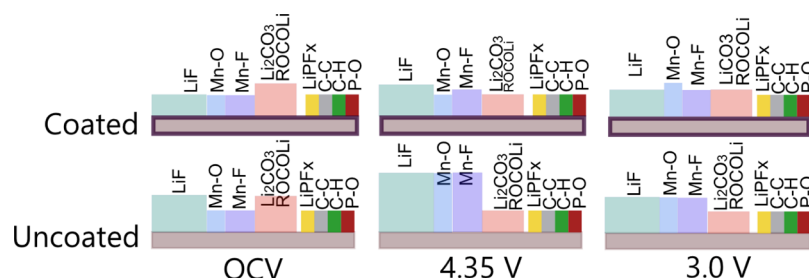 LiF Mn-O Mn-F Li2CO3 ROCOLi LiPFx C-C C-H P-O
LiF Mn-O Mn-F Li2CO3 ROCOLi LiPFx C-C C-H P-O
LiF Mn-O Mn-F LiCO3 ROCOLi LiPFx C-C C-H P-O
Coated
LiF Mn-O Mn-F Li2CO3 ROCOLi LiPFx C-C C-H P-O
LiF Mn-O Mn-F Li2CO3 ROCOLi LiPFx C-C C-H P-O
LiF Mn-O Mn-F Li2CO3 ROCOLi LiPFx C-C C-H P-O
Uncoated
OCV 4.35 V 3.0 V